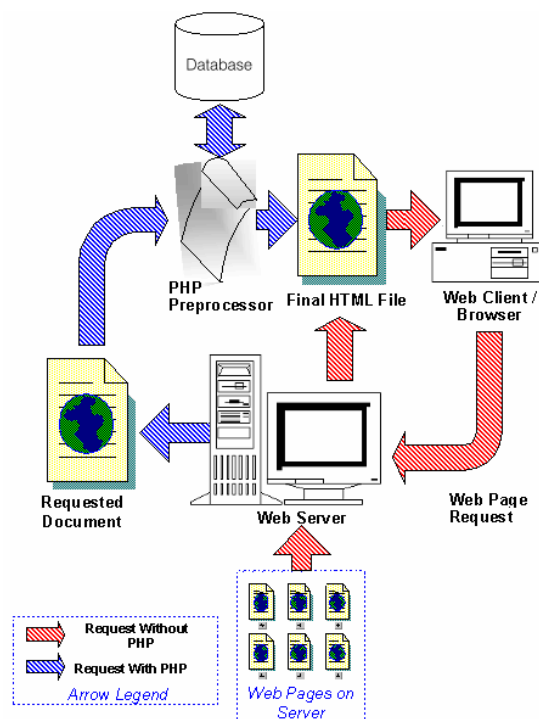 Database
PHP
Preprocessor
Final HTML File
Web Client /
Browser
Requested
Document
Web Server
Web Page
Request
Request Without
PHP
Request With PHP
Arrow Legend
Web Pages on
Server